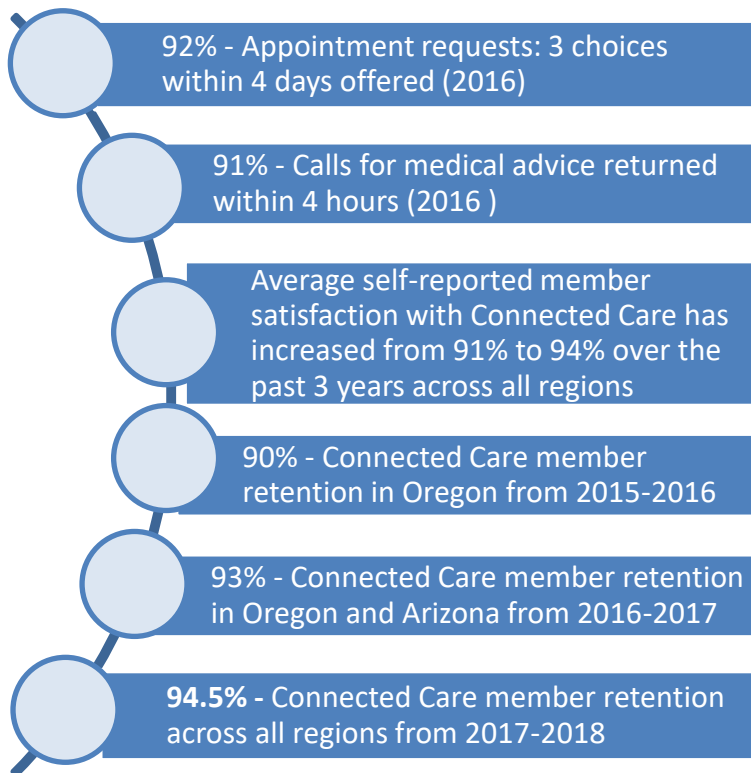 92% - Appointment requests: 3 choices
within 4 days offered (2016)
91% - Calls for medical advice returned
within 4 hours (2016 )
Average self-reported member
satisfaction with Connected Care has
increased from 91% to 94% over the
past 3 years across all regions
90% - Connected Care member
retention in Oregon from 2015-2016
93% - Connected Care member retention
in Oregon and Arizona from 2016-2017
94.5% - Connected Care member retention
across all regions from 2017-2018